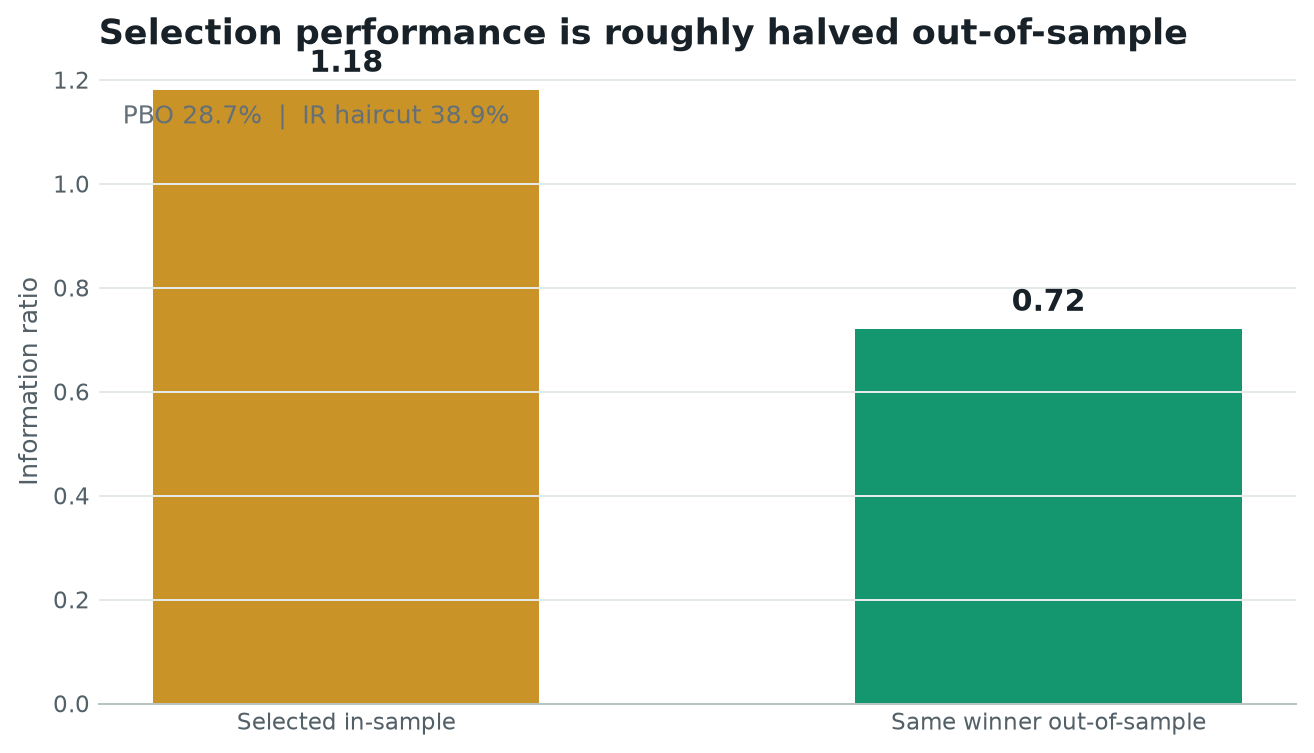 Selection performance is roughly halved out-of-sample
1.18
1.2
PBO 28.7%  |  IR haircut 38.9%
1.0
0.8
0.72
0.6
0.4
0.2
0.0
Information ratio
Selected in-sample
Same winner out-of-sample